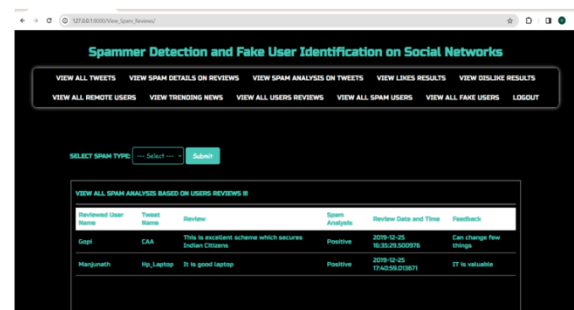 127.0.0.1:8000/View_Spam_Reviews/
Spammer Detection and Fake User Identification on Social Networks
VIEW ALL TWEETS VIEW SPAM DETAILS ON REVIEWS VIEW SPAM ANALYSIS ON TWEETS VIEW LIKES RESULTS VIEW DISLIKE RESULTS
VIEW ALL REMOTE USERS VIEW TRENDING NEWS VIEW ALL USERS REVIEWS VIEW ALL SPAM USERS VIEW ALL FAKE USERS LOGOUT
SELECT SPAM TYPE: --- Select --- Submit
VIEW ALL SPAM ANALYSIS BASED ON USERS REVIEWS !!!
Reviewed User Name Tweet Name Review Spam Analysis Review Date and Time Feedback
Gopi CAA This is excellent scheme which secures Indian Citizens Positive 2019-12-25 16:35:29.500976 Can change few things
Manjunath Hp_Laptop It is good laptop Positive 2019-12-25 17:40:59.013671 IT is valuable